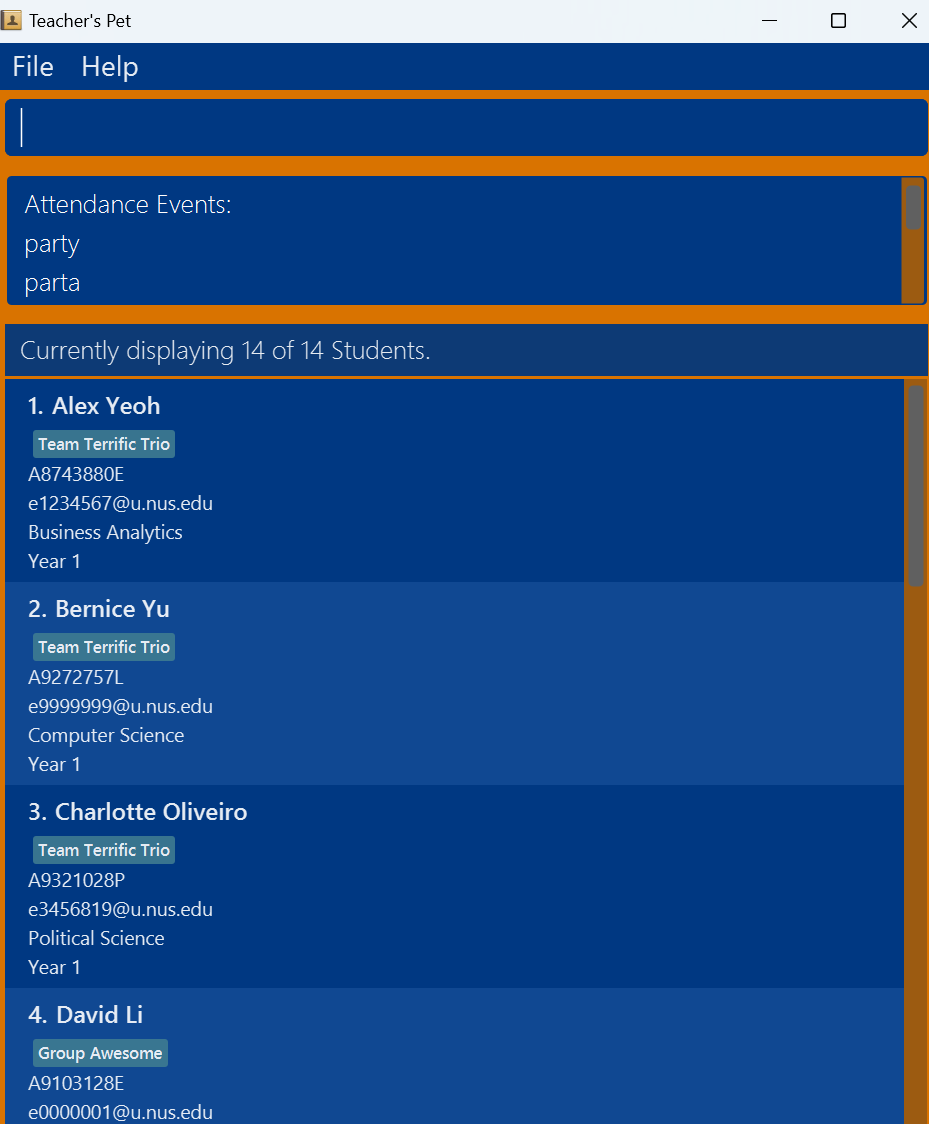 Teacher's Pet
File Help
Attendance Events:
party
parta
Currently displaying 14 of 14 Students.
1. Alex Yeoh
Team Terrific Trio
A8743880E
e1234567@u.nus.edu
Business Analytics
Year 1
2. Bernice Yu
Team Terrific Trio
A9272757L
e9999999@u.nus.edu
Computer Science
Year 1
3. Charlotte Oliveiro
Team Terrific Trio
A9321028P
e3456819@u.nus.edu
Political Science
Year 1
4. David Li
Group Awesome
A9103128E
e0000001@u.nus.edu